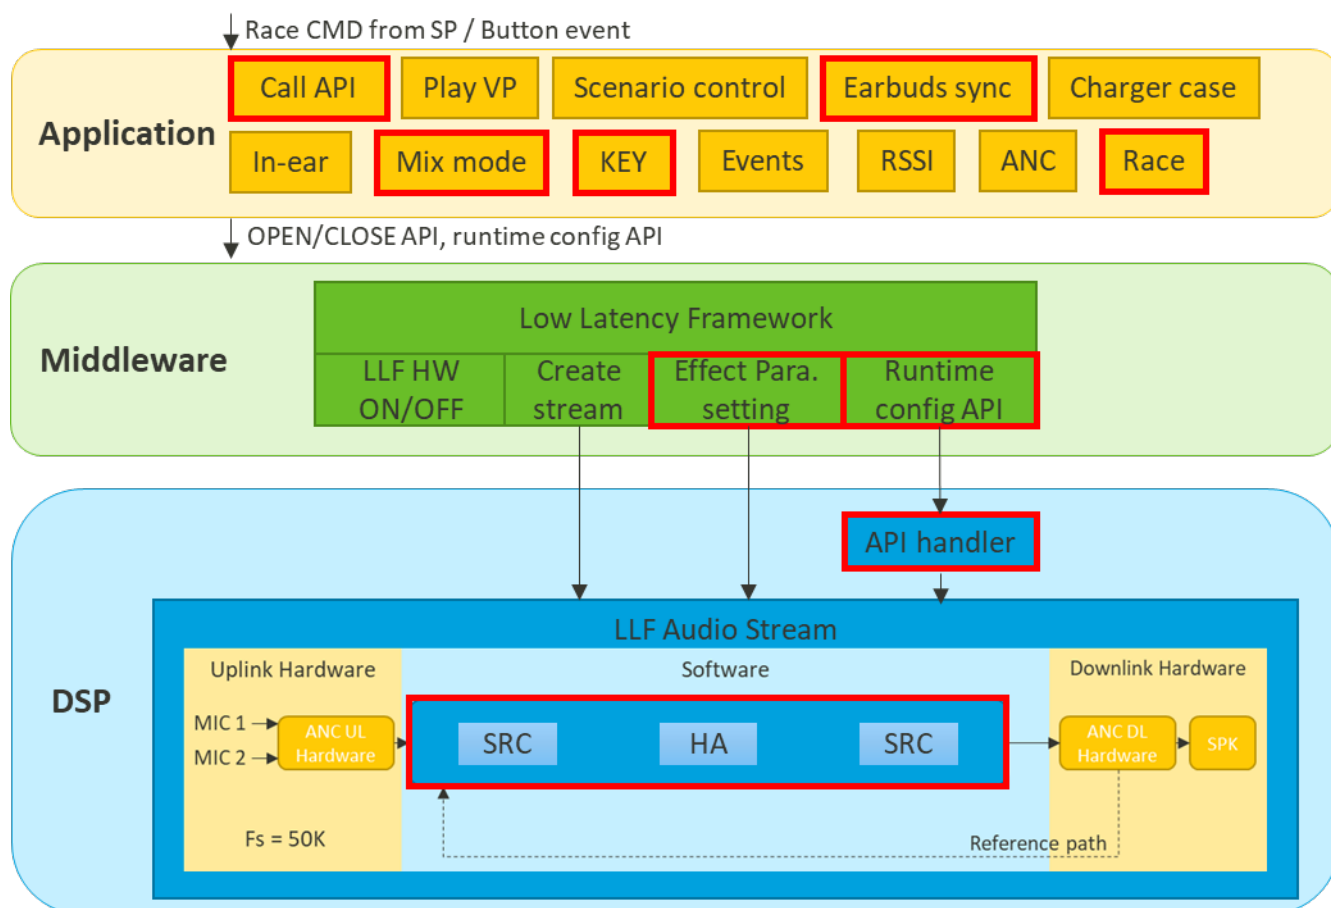 Race CMD from SP / Button event
Application
Call API
Play VP
Scenario control
Earbuds sync
Charger case
In-ear
Mix mode
KEY
Events
RSSI
ANC
Race
OPEN/CLOSE API, runtime config API
Middleware
Low Latency Framework
LLF HW
ON/OFF
Create
stream
Effect Para.
setting
Runtime
config API
DSP
API handler
LLF Audio Stream
Uplink Hardware
Software
Downlink Hardware
MIC 1
MIC 2
ANC UL
Hardware
SRC
HA
SRC
ANC DL
Hardware
SPK
Fs = 50K
Reference path